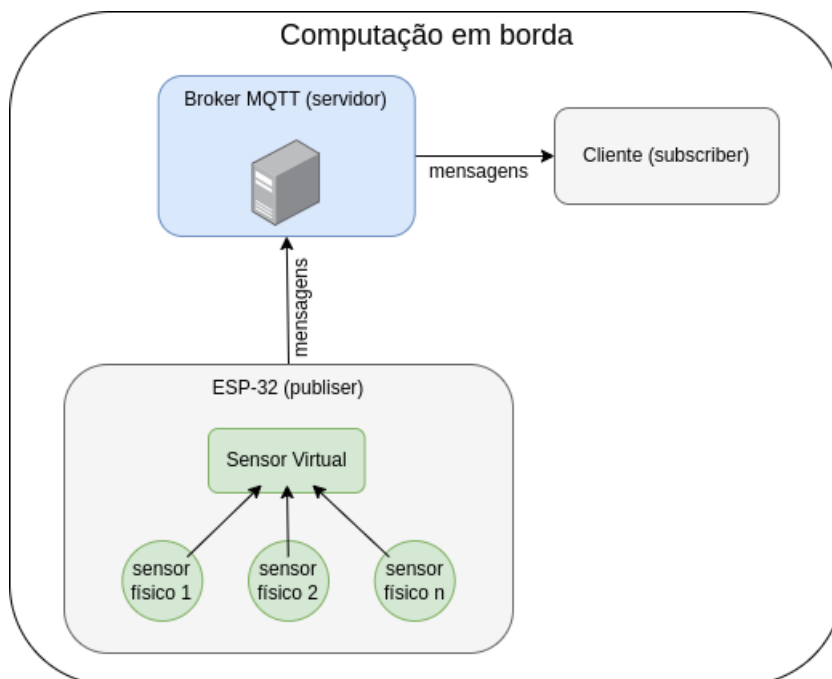 Computação em borda
Broker MQTT (servidor)
mensagens
Cliente (subscriber)
mensagens
ESP-32 (publiser)
Sensor Virtual
sensor
físico 1
sensor
físico 2
sensor
físico n